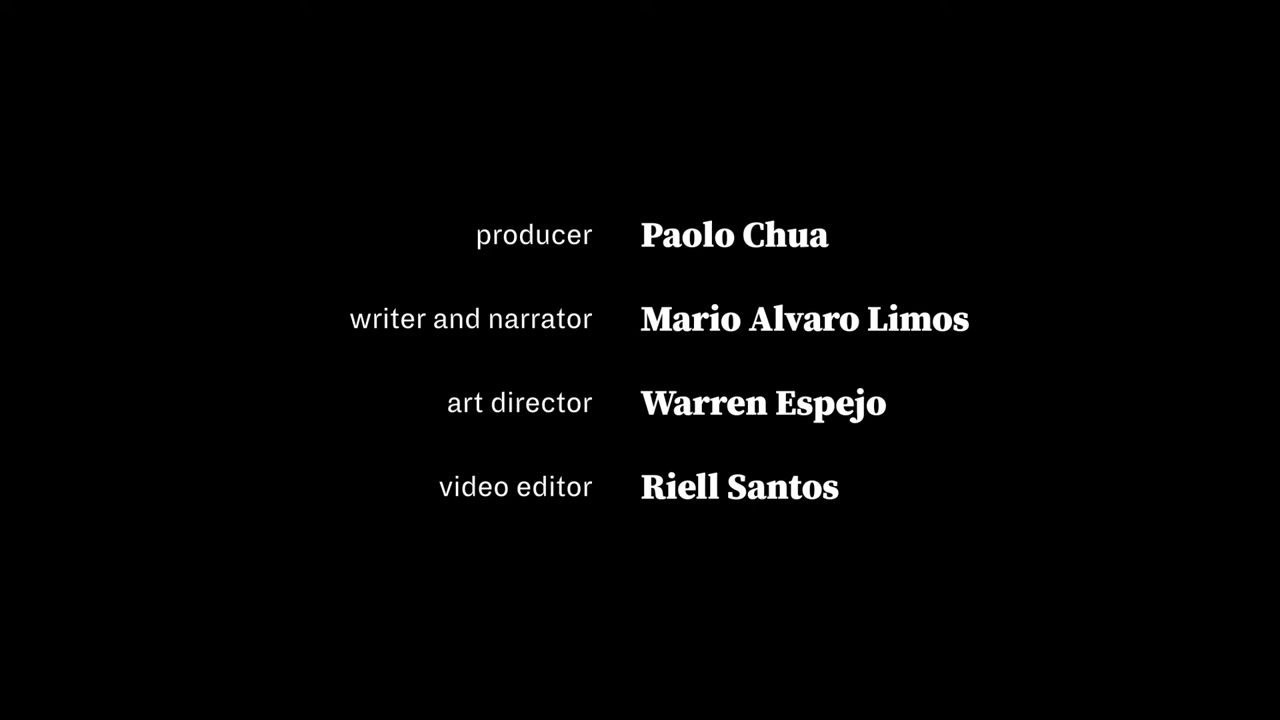 producer Paolo Chua
writer and narrator Mario Alvaro Limos
art director Warren Espejo
video editor Riell Santos